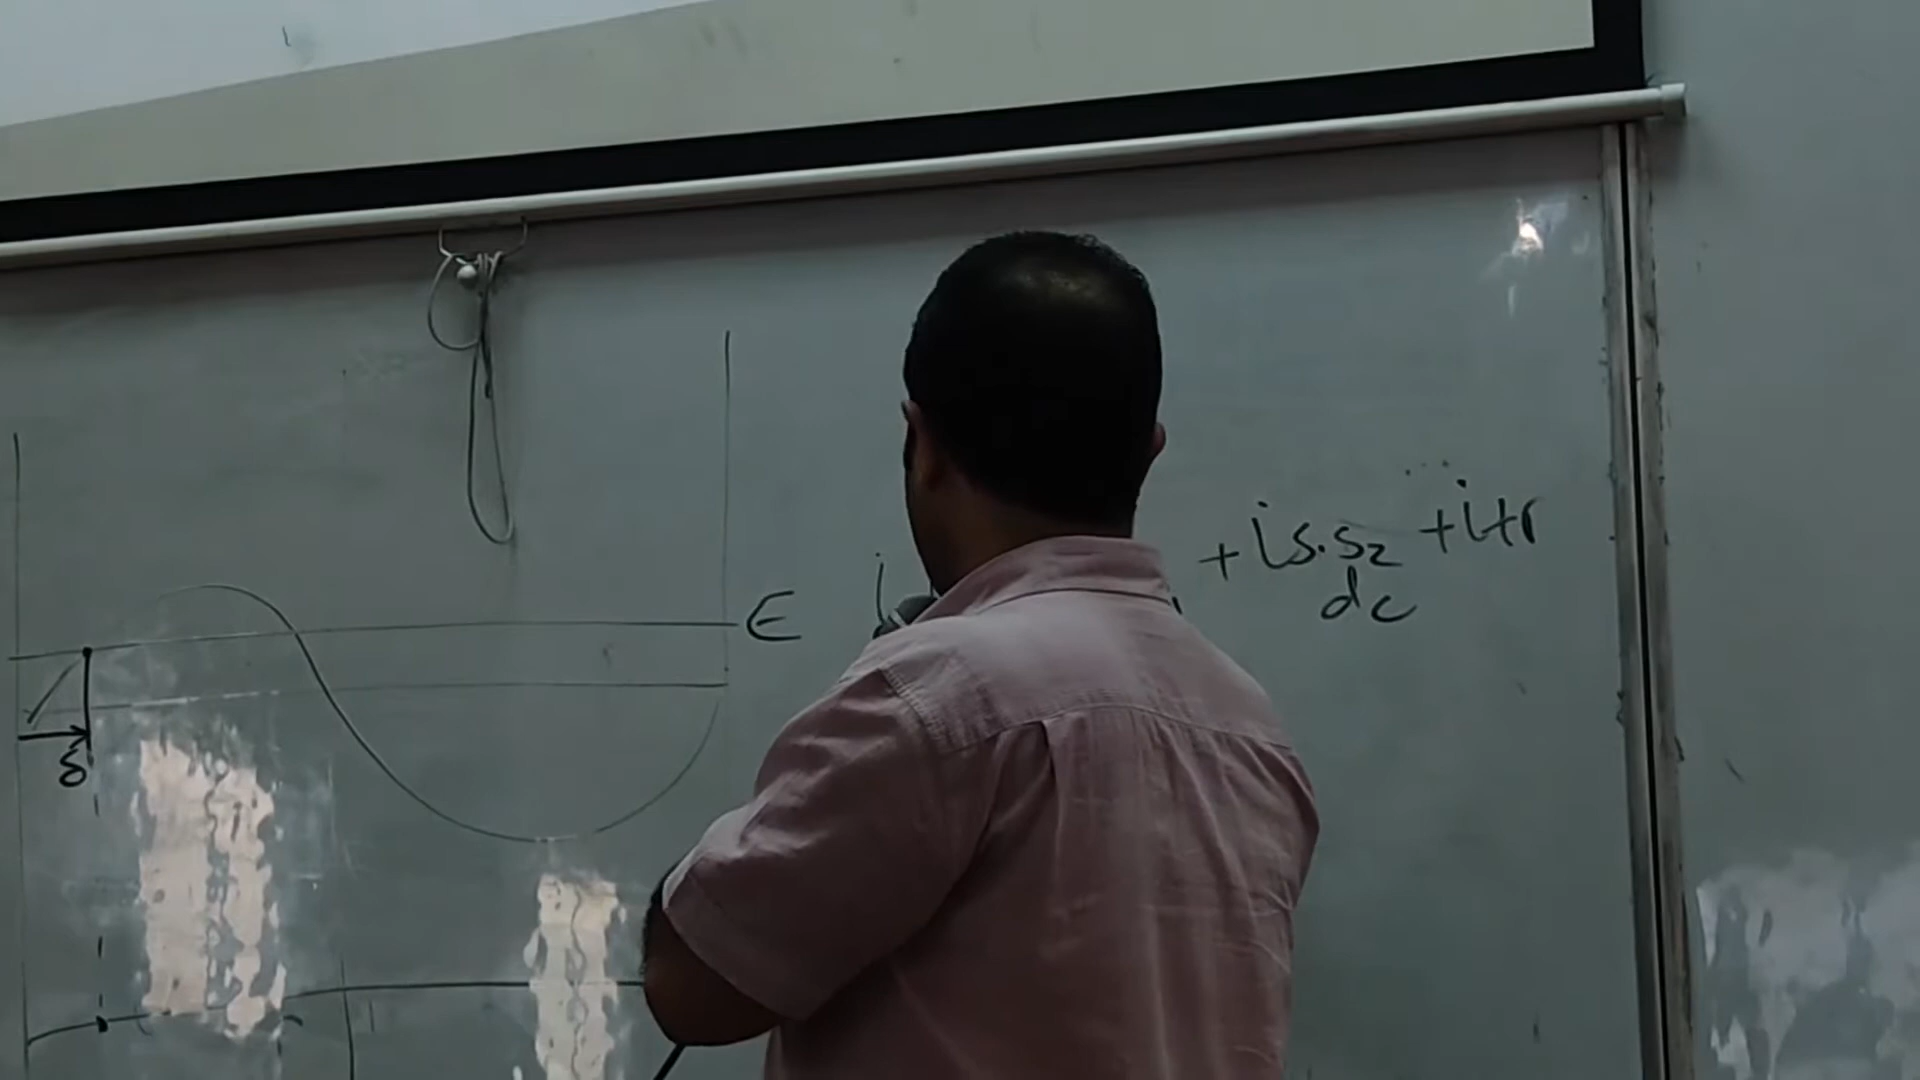 E
+ is.s2 + itr
dc
δ